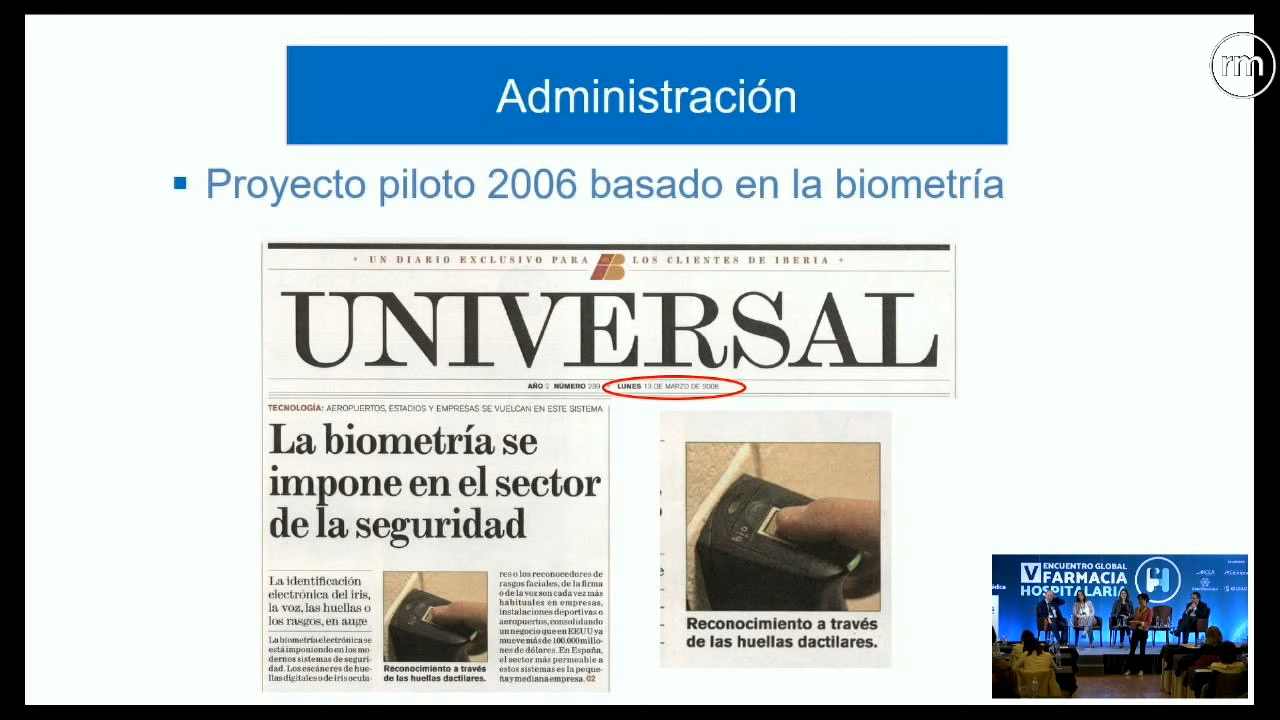 Administración
rm
Proyecto piloto 2006 basado en la biometría
UN DIARIO EXCLUSIVO PARA LOS CLIENTES DE IBERIA
UNIVERSAL
AÑO 2 NÚMERO 289 LUNES 13 DE MARZO DE 2006
TECNOLOGÍA: AEROPUERTOS, ESTADIOS Y EMPRESAS SE VUELCAN EN ESTE SISTEMA
La biometría se
impone en el sector
de la seguridad
La identificación
electrónica del iris,
la voz, las huellas o
los rasgos, en auge
La biometría electrónica se
está imponiendo en los mo-
dernos sistemas de seguri-
dad. Los escáneres de hue-
llas digitales o de iris ocula-
Reconocimiento a través
de las huellas dactilares.
res o los reconocedores de
rasgos faciales, de la firma
o de la voz son cada vez más
habituales en empresas,
instalaciones deportivas o
aeropuertos, consolidando
un negocio que en EEUU ya
mueve más de 100.000 millo-
nes de dólares. En España,
el sector más permeable a
estos sistemas es la peque-
ña y mediana empresa. 02
bio
Reconocimiento a través
de las huellas dactilares.
V ENCUENTRO GLOBAL
FARMACIA
HOSPITALARIA